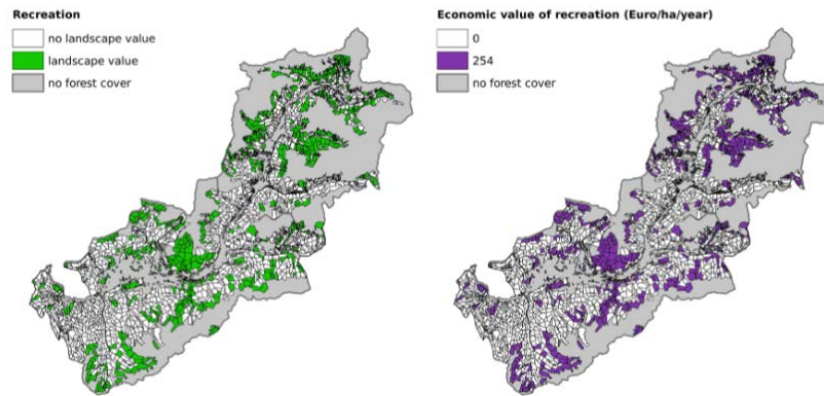 Recreation
no landscape value
landscape value
no forest cover
Economic value of recreation (Euro/ha/year)
0
254
no forest cover